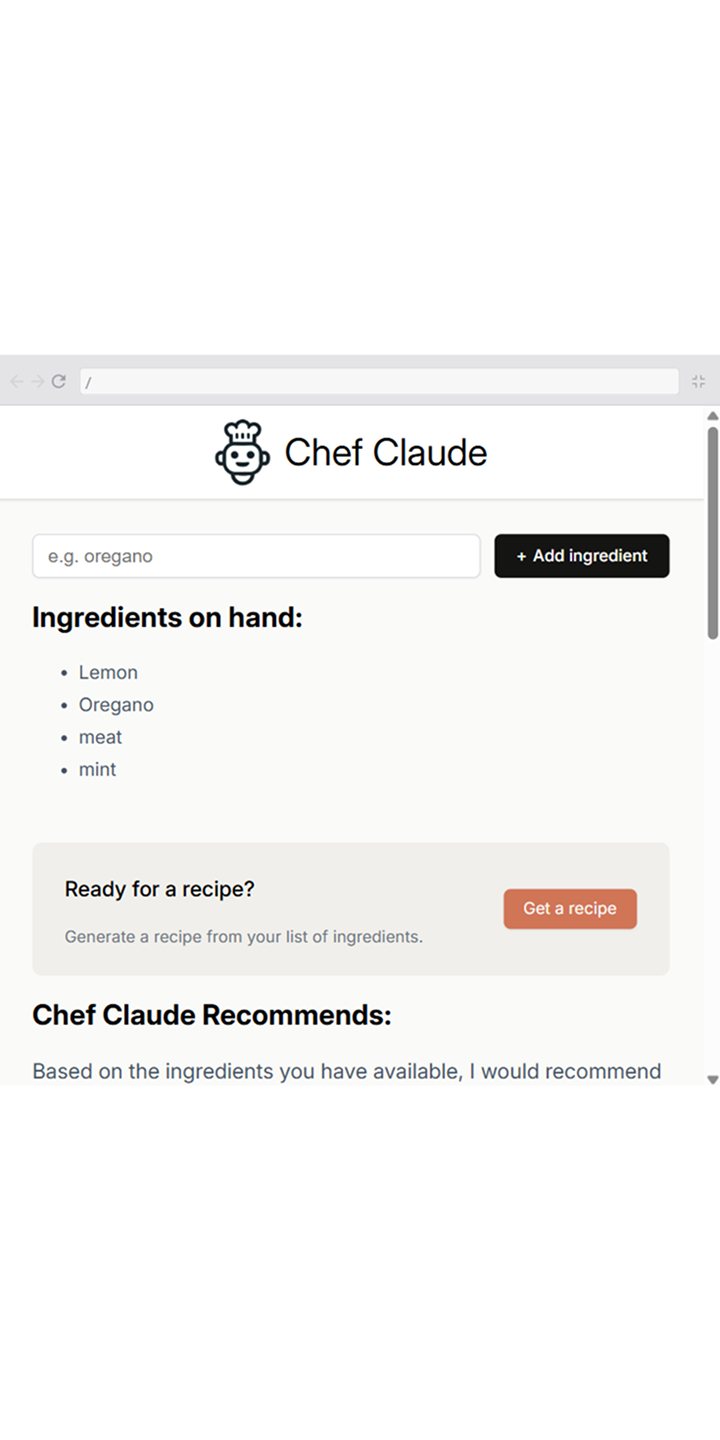 /
Chef Claude
e.g. oregano
+ Add ingredient
Ingredients on hand:
• Lemon
• Oregano
• meat
• mint
Ready for a recipe?
Generate a recipe from your list of ingredients.
Get a recipe
Chef Claude Recommends:
Based on the ingredients you have available, I would recommend